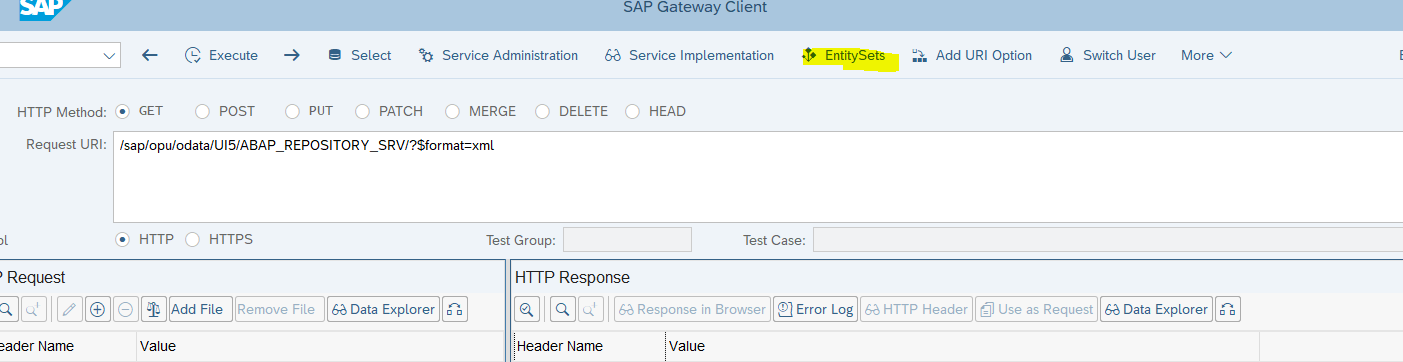 SAP
SAP Gateway Client
Execute Select Service Administration Service Implementation EntitySets Add URI Option Switch User More
HTTP Method: GET POST PUT PATCH MERGE DELETE HEAD
Request URI: /sap/opu/odata/UI5/ABAP_REPOSITORY_SRV/?$format=xml
ol HTTP HTTPS Test Group: Test Case:
P Request HTTP Response
Add File Remove File Data Explorer Response in Browser Error Log HTTP Header Use as Request Data Explorer
eader Name Value Header Name Value